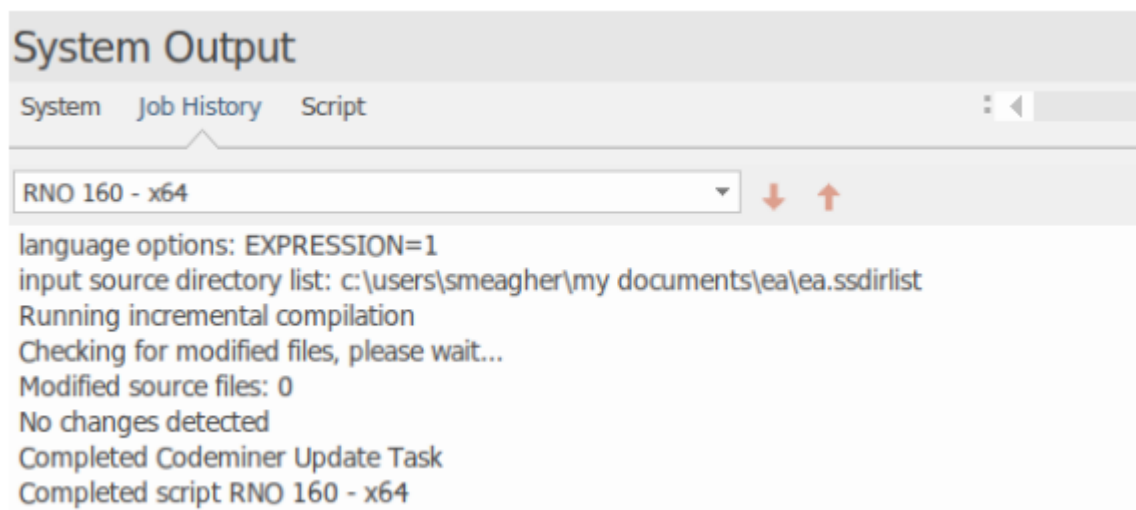 System Output
System Job History Script
RNO 160 - x64
language options: EXPRESSION=1
input source directory list: c:\users\smeagher\my documents\ea\ea.ssdirlist
Running incremental compilation
Checking for modified files, please wait...
Modified source files: 0
No changes detected
Completed Codeminer Update Task
Completed script RNO 160 - x64